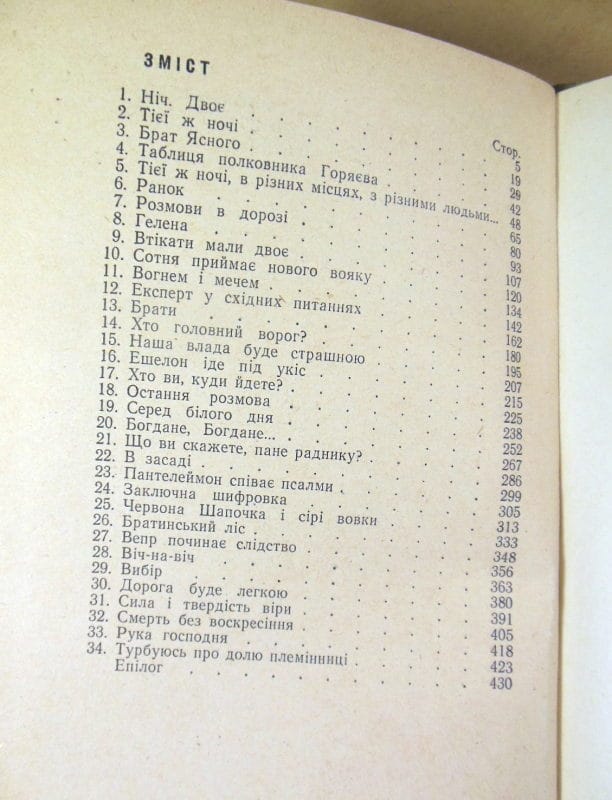 ЗМІСТ
Стор.
1. Ніч. Двоє . . . . . . . 5
2. Тієї ж ночі . . . . . . . 19
3. Брат Ясного . . . . . . . 29
4. Таблиця полковника Горяєва . . . . 42
5. Тієї ж ночі, в різних місцях, з різними людьми... 48
6. Ранок . . . . . . . 65
7. Розмови в дорозі . . . . . . 80
8. Гелена . . . . . . . 93
9. Втікати мали двоє . . . . . . 107
10. Сотня приймає нового вояку . . . . 120
11. Вогнем і мечем . . . . . . 134
12. Експерт у східних питаннях . . . . 142
13. Брати . . . . . . . 162
14. Хто головний ворог? . . . . . 180
15. Наша влада буде страшною . . . . 195
16. Ешелон іде під укіс . . . . . 207
17. Хто ви, куди йдете? . . . . . 215
18. Остання розмова . . . . . . 225
19. Серед білого дня . . . . . . 238
20. Богдане, Богдане... . . . . . . 252
21. Що ви скажете, пане раднику? . . . . 267
22. В засаді . . . . . . . 286
23. Пантелеймон співає псалми . . . . 299
24. Заключна шифровка . . . . . 305
25. Червона Шапочка і сірі вовки . . . . 313
26. Братинський ліс . . . . . . 333
27. Вепр починає слідство . . . . . 348
28. Віч-на-віч . . . . . . . 356
29. Вибір . . . . . . . 363
30. Дорога буде легкою . . . . . 380
31. Сила і твердість віри . . . . . 391
32. Смерть без воскресіння . . . . . 405
33. Рука господня . . . . . . 418
34. Турбуюсь про долю племінниці . . . . 423
Епілог . . . . . . . 430